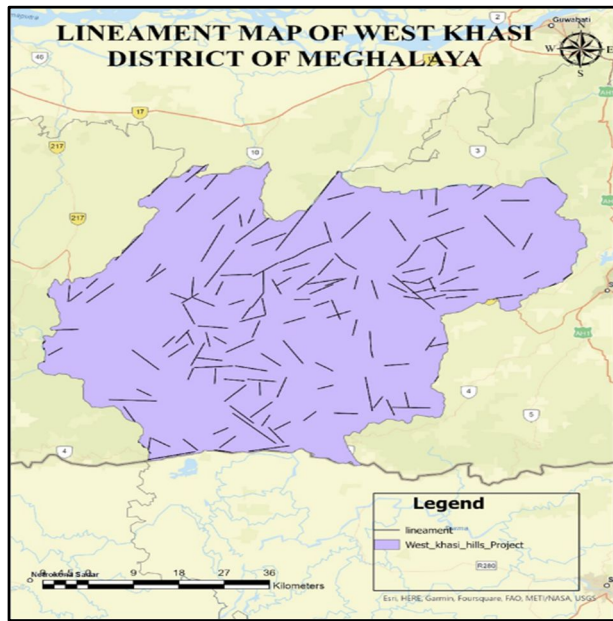 LINEAMENT MAP OF WEST KHASI
DISTRICT OF MEGHALAYA
Guwahati
N
W
E
S
2
46
17
217
10
3
217
4
4
5
Legend
lineament
West_khasi_hills_Project
R280
Netrokona Sadar
9
18
27
36
Kilometers
Esri, HERE, Garmin, Foursquare, FAO, METI/NASA, USGS